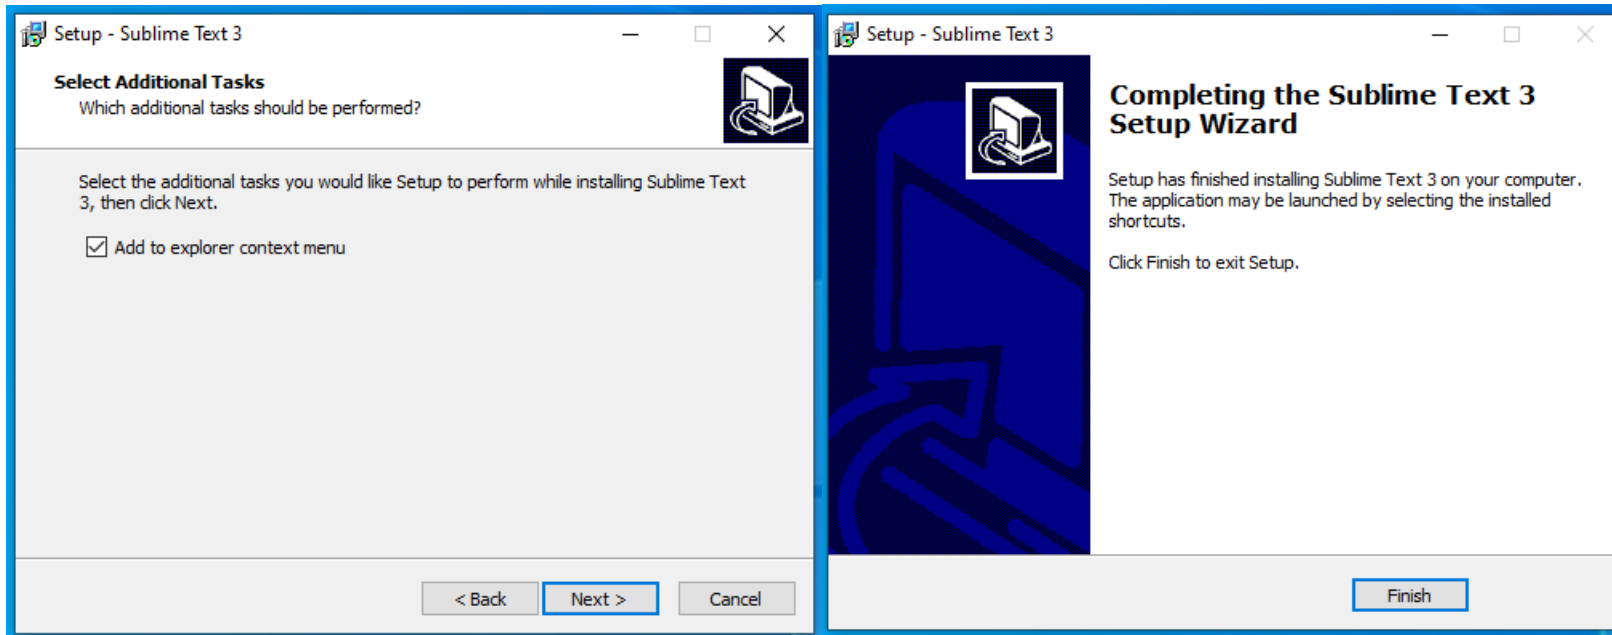 Setup - Sublime Text 3
Select Additional Tasks
Which additional tasks should be performed?
Select the additional tasks you would like Setup to perform while installing Sublime Text
3, then click Next.
Add to explorer context menu
< Back
Next >
Cancel
Setup - Sublime Text 3
Completing the Sublime Text 3
Setup Wizard
Setup has finished installing Sublime Text 3 on your computer.
The application may be launched by selecting the installed
shortcuts.
Click Finish to exit Setup.
Finish